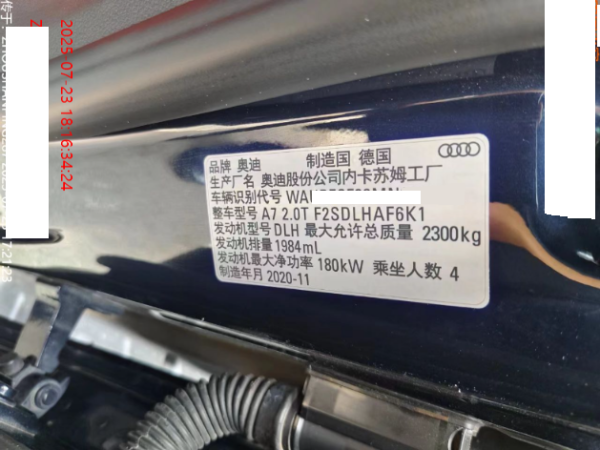 2025-07-23 18:16:34:24
品牌 奥迪 制造国 德国
生产厂名 奥迪股份公司内卡苏姆工厂
车辆识别代号 WA
整车型号 A7 2.0T F2SDLHAF6K1
发动机型号 DLH 最大允许总质量 2300kg
发动机排量 1984mL
发动机最大净功率 180kW 乘坐人数 4
制造年月 2020-11